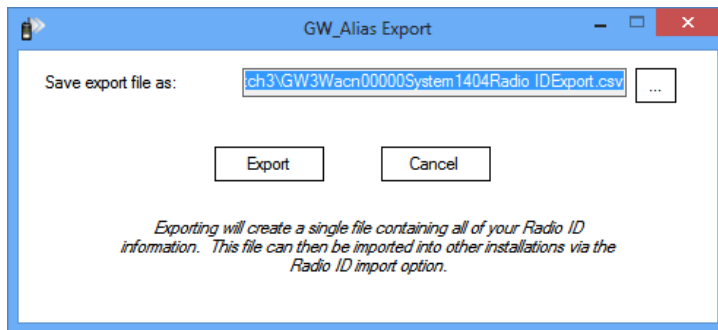 GW_Alias Export
Save export file as:
:ch3\GW3Wacn00000System1404Radio IDExport.csv
...
Export
Cancel
Exporting will create a single file containing all of your Radio ID
information. This file can then be imported into other installations via the
Radio ID import option.